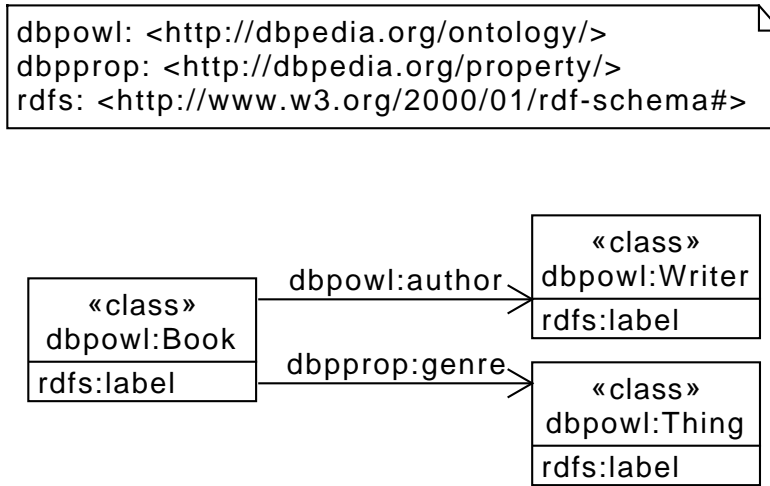 dbpowl: <http://dbpedia.org/ontology/>
dbpprop: <http://dbpedia.org/property/>
rdfs: <http://www.w3.org/2000/01/rdf-schema#>
«class»
dbpowl:Book
rdfs:label
dbpowl:author
«class»
dbpowl:Writer
rdfs:label
dbpprop:genre
«class»
dbpowl:Thing
rdfs:label